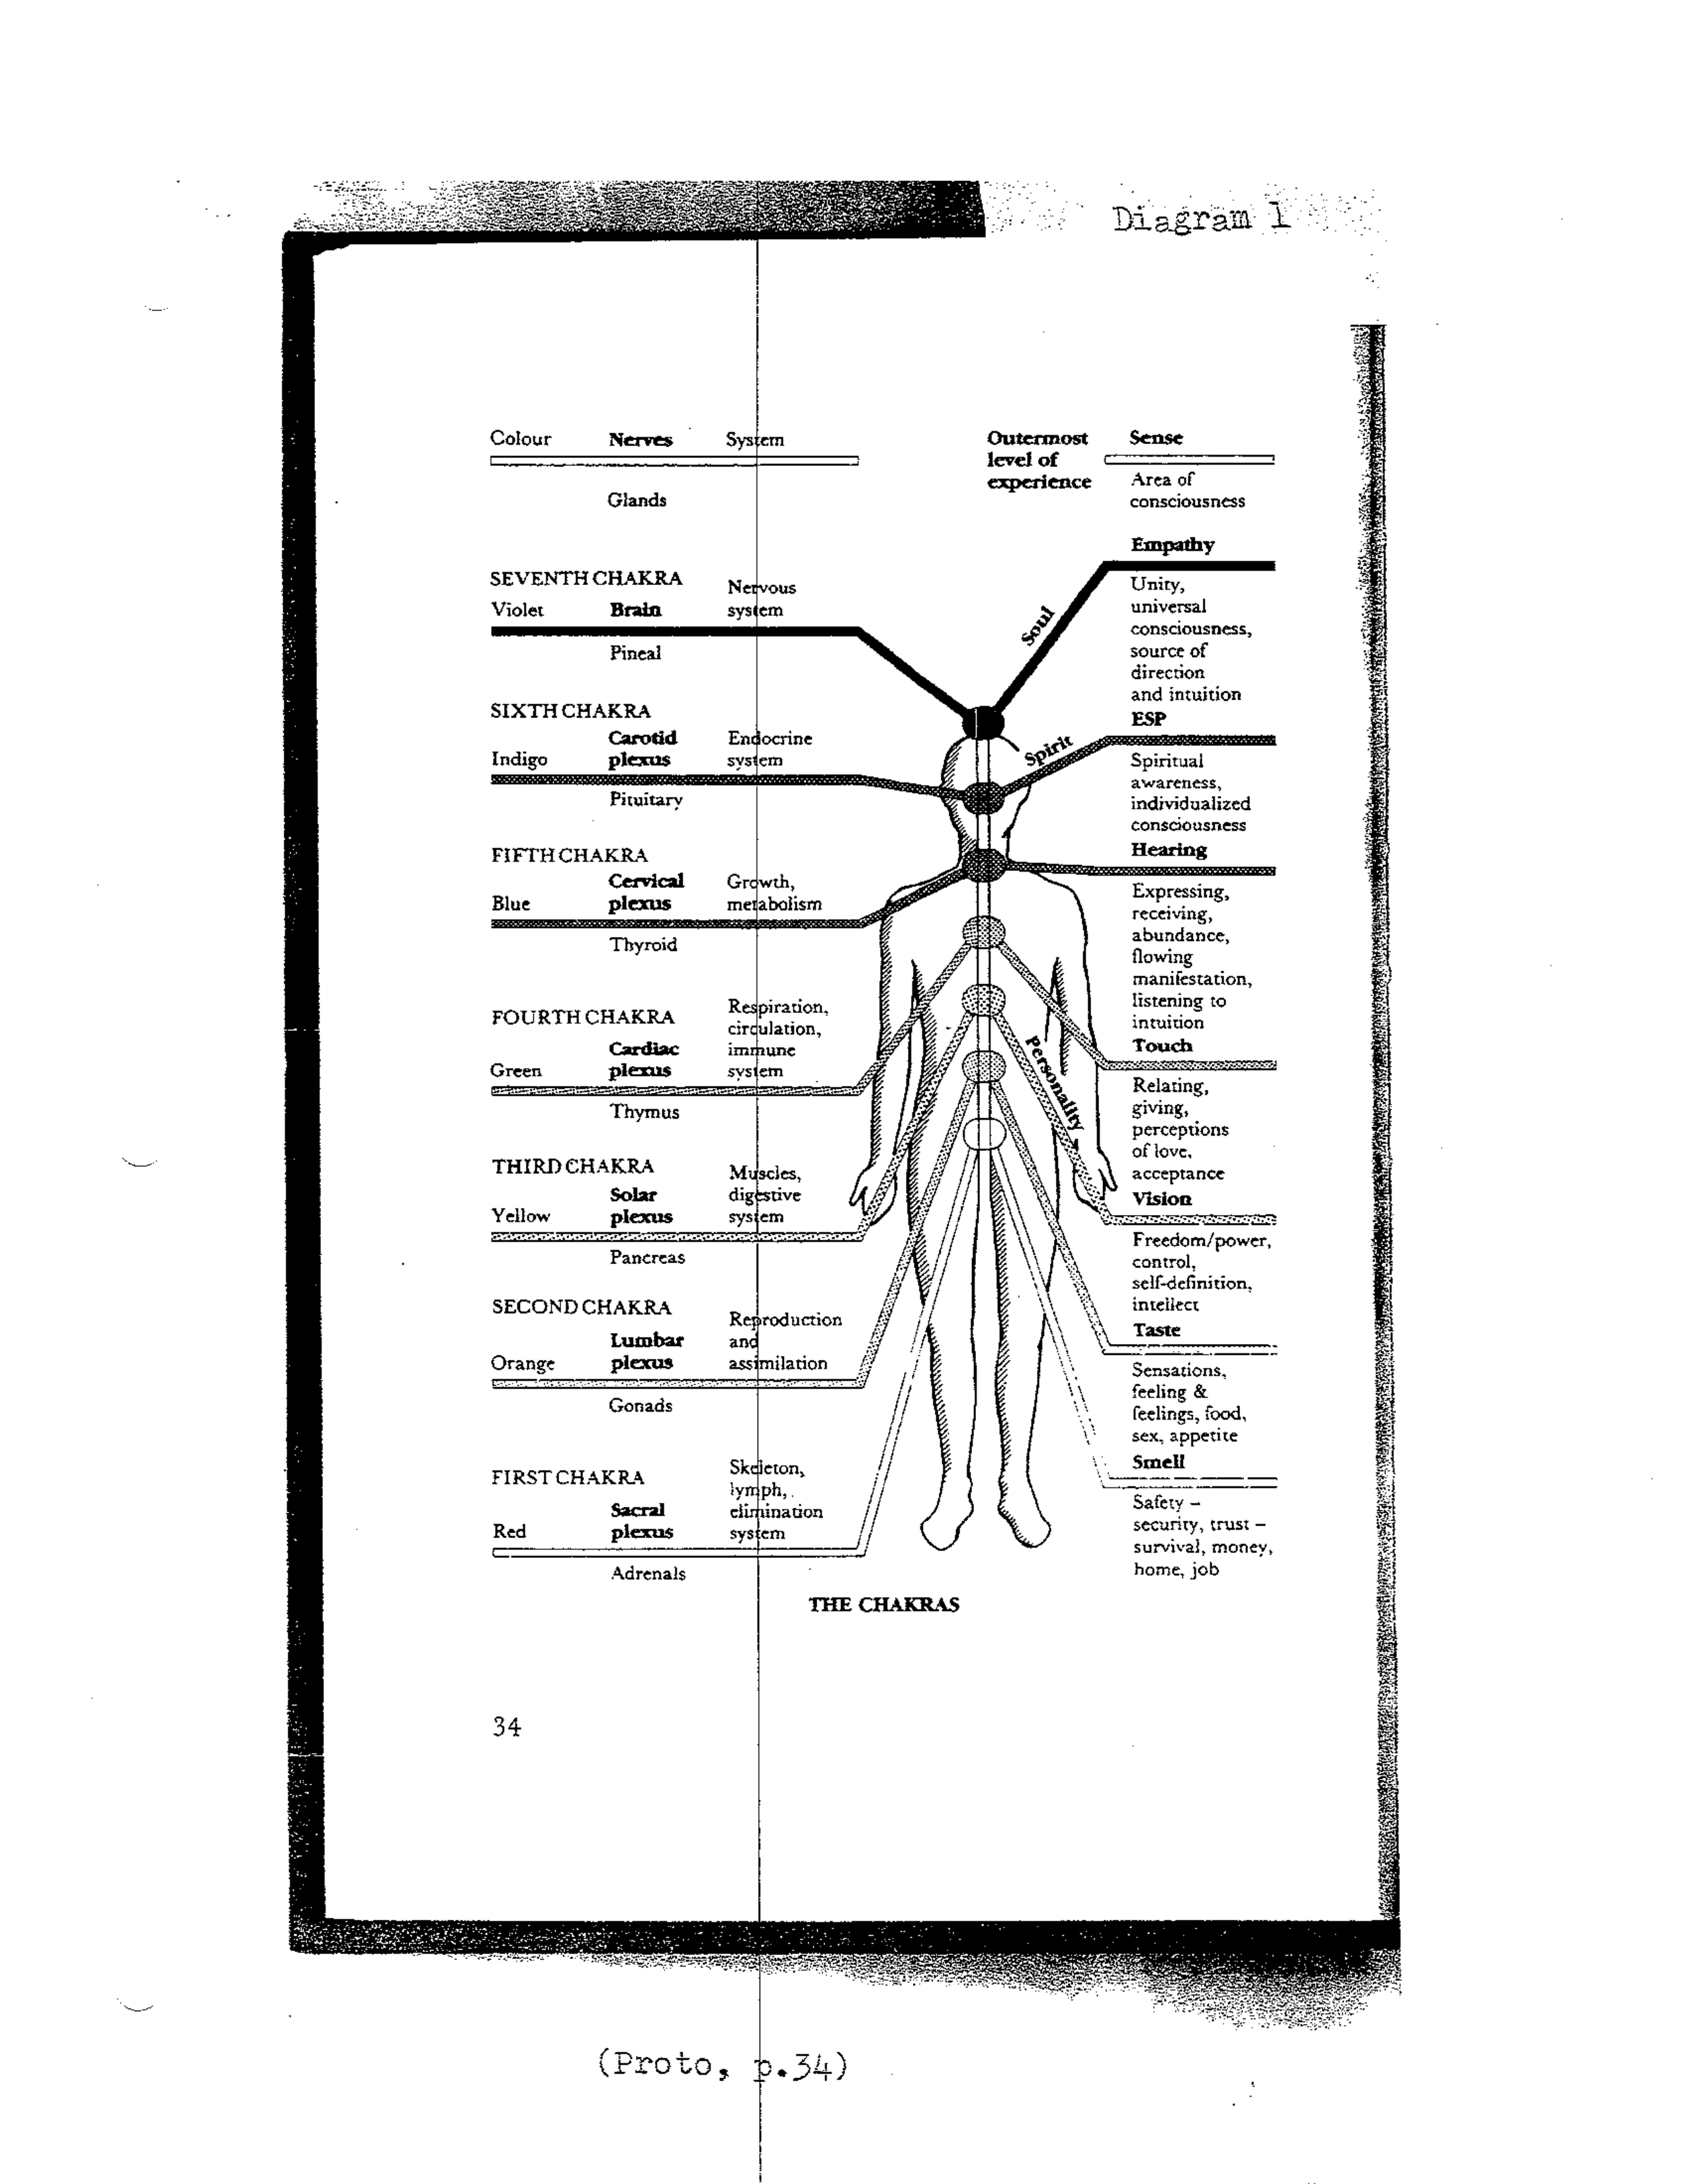 Diagram 1
Colour Nerves System
Glands
Outermost
level of
experience
Sense
Area of
consciousness
SEVENTH CHAKRA
Violet Brain Nervous
system
Pineal
SIXTH CHAKRA
Indigo Carotid
plexus
Endocrine
system
Pituitary
FIFTH CHAKRA
Blue Cervical
plexus
Growth,
metabolism
Thyroid
FOURTH CHAKRA
Green Cardiac
plexus
Respiration,
circulation,
immune
system
Thymus
THIRD CHAKRA
Yellow Solar
plexus
Muscles,
digestive
system
Pancreas
SECOND CHAKRA
Orange Lumbar
plexus
Reproduction
and
assimilation
Gonads
FIRST CHAKRA
Red Sacral
plexus
Skeleton,
lymph,
elimination
system
Adrenals
Soul
Spirit
Personality
Empathy
Unity,
universal
consciousness,
source of
direction
and intuition
ESP
Spiritual
awareness,
individualized
consciousness
Hearing
Expressing,
receiving,
abundance,
flowing
manifestation,
listening to
intuition
Touch
Relating,
giving,
perceptions
of love,
acceptance
Vision
Freedom/power,
control,
self-definition,
intellect
Taste
Sensations,
feeling &
feelings, food,
sex, appetite
Smell
Safety –
security, trust –
survival, money,
home, job
THE CHAKRAS
34
(Proto, p.34)